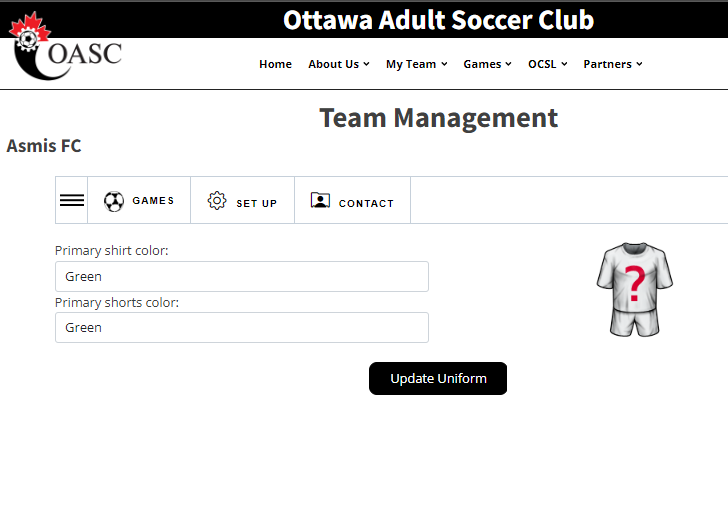 Ottawa Adult Soccer Club
OASC
Home About Us My Team Games OCSL Partners
Team Management
Asmis FC
GAMES SET UP CONTACT
Primary shirt color:
Green
?
Primary shorts color:
Green
Update Uniform